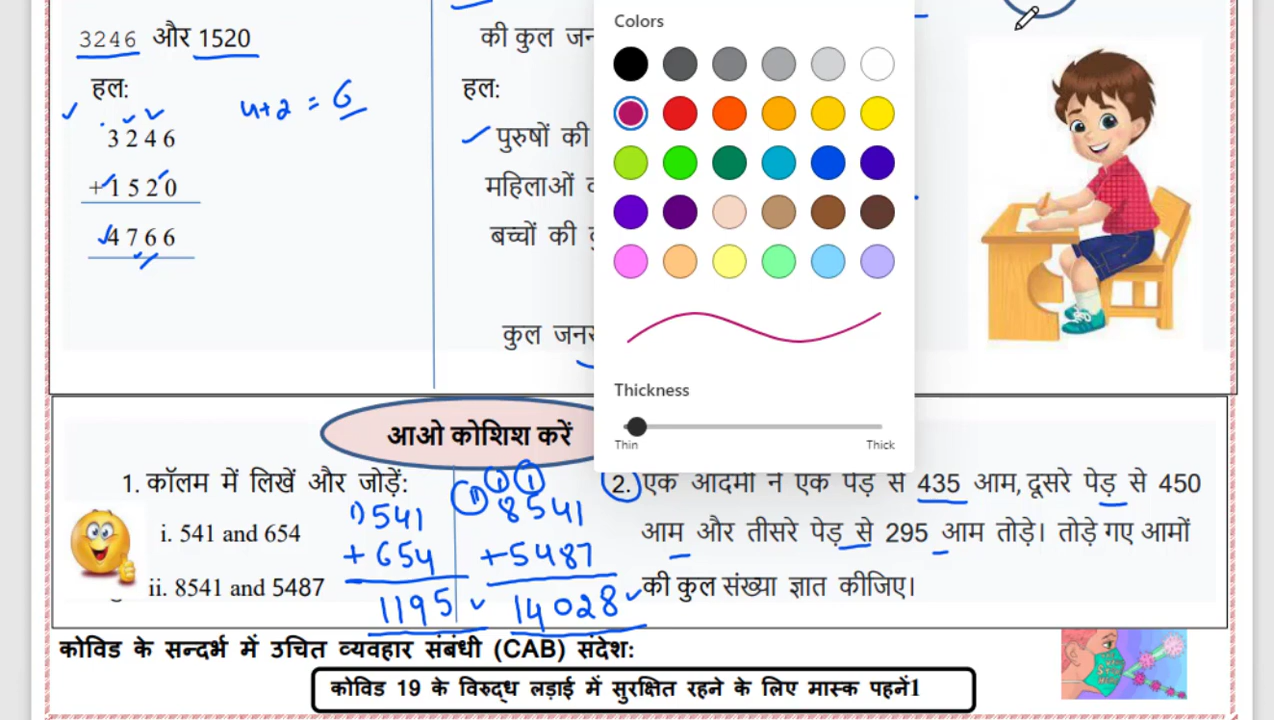 3246 और 1520
हल:
4+2 = 6
3246
+1520
4766
की कुल जन
हल:
पुरुषों की
महिलाओं
बच्चों की
कुल जनस
Colors
Thickness
Thin Thick
आओ कोशिश करें
1. कॉलम में लिखें और जोड़ें:
i. 541 and 654
ii. 8541 and 5487
1) 541
+654
1195
11) 8541
+5487
14028
1 1
2. एक आदमी ने एक पेड़ से 435 आम, दूसरे पेड़ से 450
आम और तीसरे पेड़ से 295 आम तोड़े। तोड़े गए आमों
की कुल संख्या ज्ञात कीजिए।
कोविड के सन्दर्भ में उचित व्यवहार संबंधी (CAB) संदेश:
कोविड 19 के विरुद्ध लड़ाई में सुरक्षित रहने के लिए मास्क पहनें1